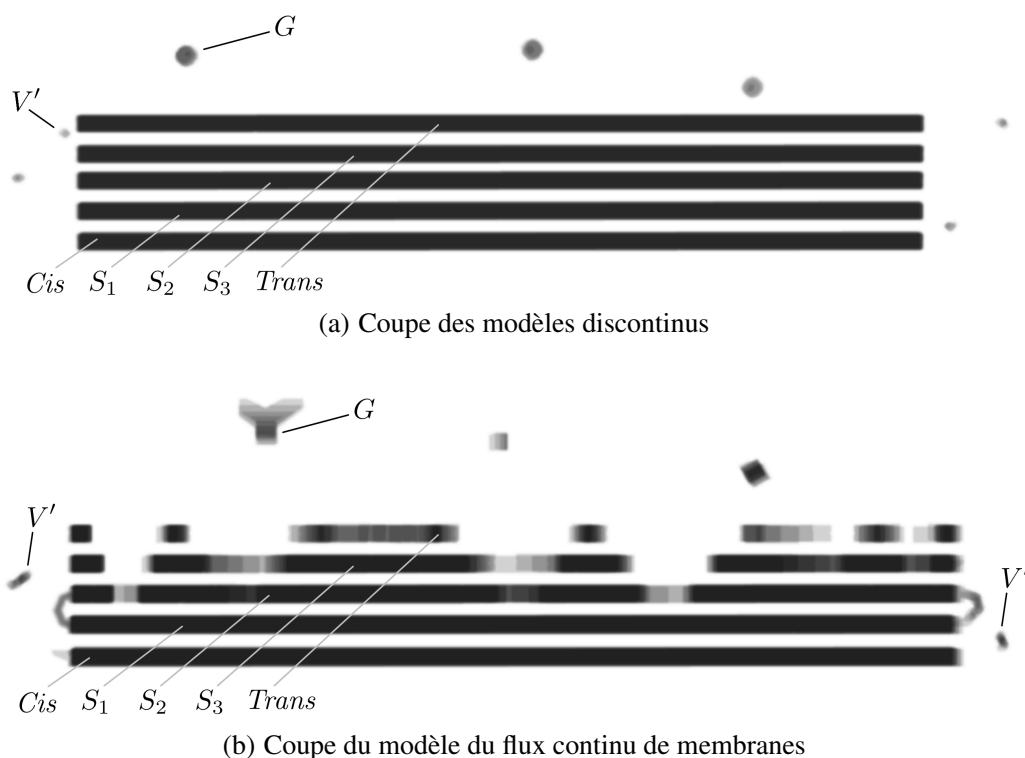 G
V′
Cis S₁ S₂ S₃ Trans
(a) Coupe des modèles discontinus
G
V′
V′
Cis S₁ S₂ S₃ Trans
(b) Coupe du modèle du flux continu de membranes